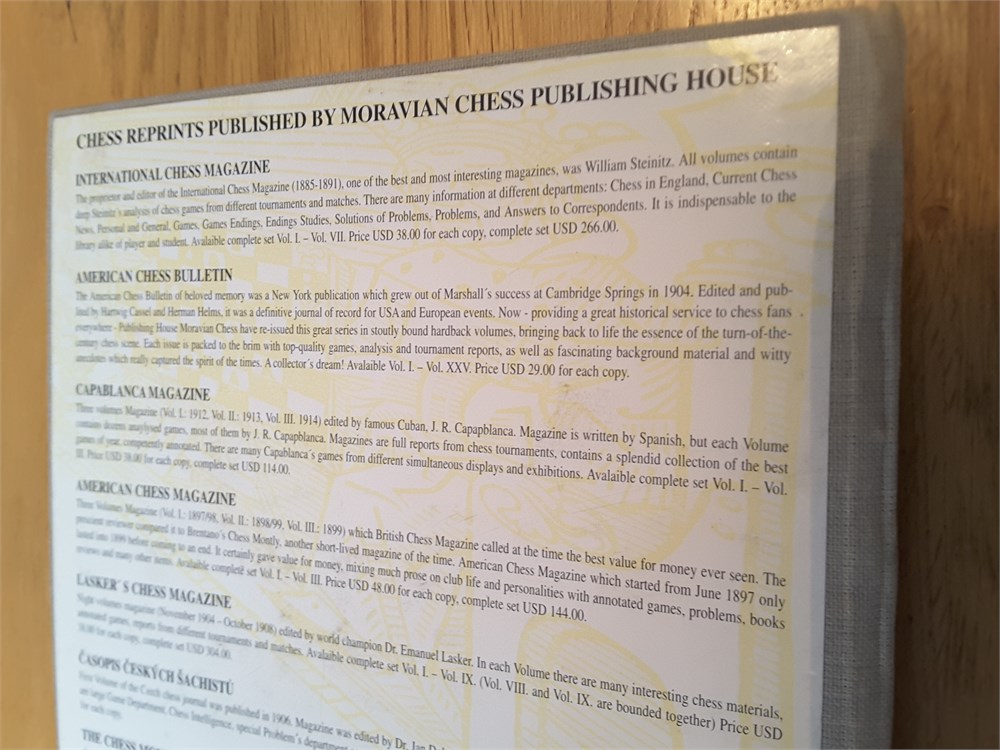 CHESS REPRINTS PUBLISHED BY MORAVIAN CHESS PUBLISHING HOUSE
INTERNATIONAL CHESS MAGAZINE
The proprietor and editor of the International Chess Magazine (1885-1891), one of the best and most interesting magazines, was William Steinitz. All volumes contain
deep Steinitz´s analysis of chess games from different tournaments and matches. There are many information at different departments: Chess in England, Current Chess
News, Personal and General, Games, Games Endings, Endings Studies, Solutions of Problems, Problems, and Answers to Correspondents. It is indispensable to the
library alike of player and student. Avalaible complete set Vol. I. – Vol. VII. Price USD 38.00 for each copy, complete set USD 266.00.
AMERICAN CHESS BULLETIN
The American Chess Bulletin of beloved memory was a New York publication which grew out of Marshall´s success at Cambridge Springs in 1904. Edited and pub-
lised by Hartwig Cassel and Herman Helms, it was a definitive journal of record for USA and European events. Now - providing a great historical service to chess fans
everywhere - Publishing House Moravian Chess have re-issued this great series in stoutly bound hardback volumes, bringing back to life the essence of the turn-of-the-
century chess scene. Each issue is packed to the brim with top-quality games, analysis and tournament reports, as well as fascinating background material and witty
anecdotes which really captured the spirit of the times. A collector´s dream! Avalaible Vol. I. – Vol. XXV. Price USD 29.00 for each copy.
CAPABLANCA MAGAZINE
Three volumes Magazine (Vol. I.: 1912, Vol. II.: 1913, Vol. III. 1914) edited by famous Cuban, J. R. Capapblanca. Magazine is written by Spanish, but each Volume
contains dozens anaylysed games, most of them by J. R. Capapblanca. Magazines are full reports from chess tournaments, contains a splendid collection of the best
games of year, competently annotated. There are many Capablanca´s games from different simultaneous displays and exhibitions. Avalaible complete set Vol. I. – Vol.
III. Price USD 38.00 for each copy, complete set USD 114.00.
AMERICAN CHESS MAGAZINE
Three Volumes Magazine (Vol. I.: 1897/98, Vol. II.: 1898/99, Vol. III.: 1899) which British Chess Magazine called at the time the best value for money ever seen. The
prescient reviewer compared it to Brentano´s Chess Montly, another short-lived magazine of the time. American Chess Magazine which started from June 1897 only
lasted into 1899 before coming to an end. It certainly gave value for money, mixing much prose on club life and personalities with annotated games, problems, books
reviews and many other items. Avalaible complete set Vol. I. – Vol. III. Price USD 48.00 for each copy, complete set USD 144.00.
LASKER´S CHESS MAGAZINE
volumes magazine (November 1904 - October 1908) edited by world champion Dr. Emanuel Lasker. In each Volume there are many interesting chess materials,
annotated games, reports from different tournaments and matches. Avalaible complete set Vol. I. – Vol. IX. (Vol. VIII. and Vol. IX. are bounded together) Price USD
38.00 for each copy, complete set USD 304.00.
ČASOPIS ČESKÝCH ŠACHISTŮ
First Volume of the Czech chess journal was published in 1906. Magazine was edited by Dr. Jan
are large Game Department, Chess Intelligence, special Problem´s department
for each copy.
THE CHESS